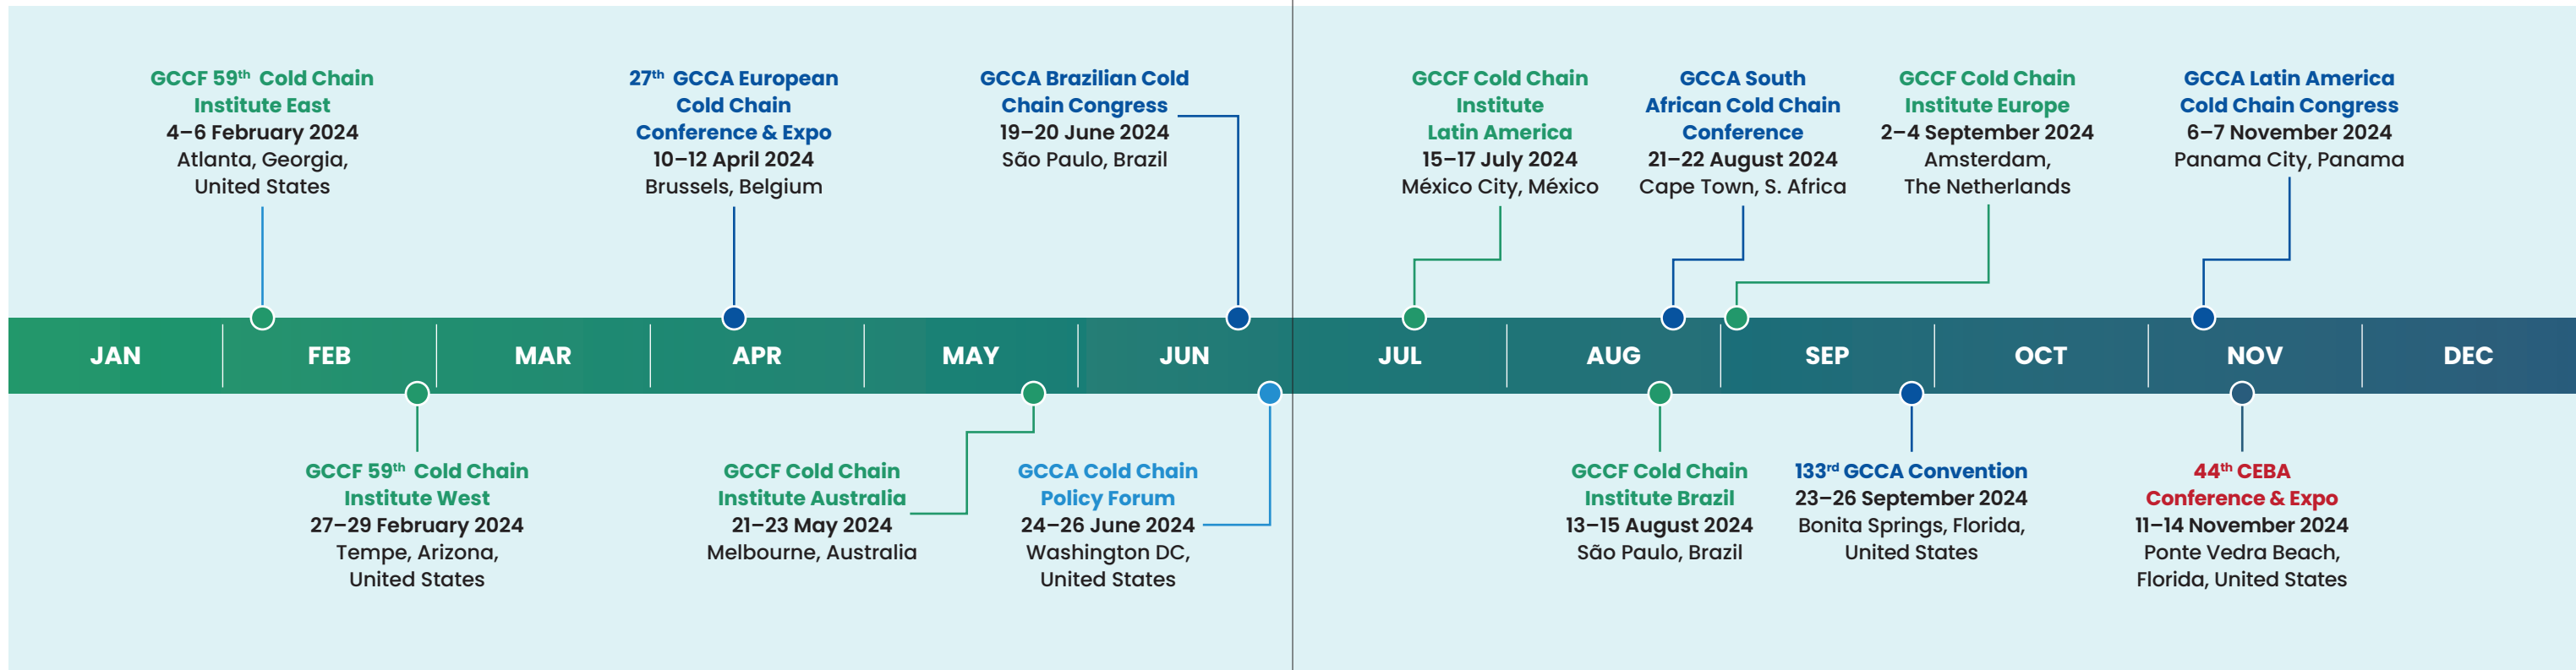 GCCF 59th Cold Chain
Institute East
4–6 February 2024
Atlanta, Georgia,
United States
27th GCCA European
Cold Chain
Conference & Expo
10–12 April 2024
Brussels, Belgium
GCCA Brazilian Cold
Chain Congress
19–20 June 2024
São Paulo, Brazil
GCCF Cold Chain
Institute
Latin America
15–17 July 2024
México City, México
GCCA South
African Cold Chain
Conference
21–22 August 2024
Cape Town, S. Africa
GCCF Cold Chain
Institute Europe
2–4 September 2024
Amsterdam,
The Netherlands
GCCA Latin America
Cold Chain Congress
6–7 November 2024
Panama City, Panama
JAN
FEB
MAR
APR
MAY
JUN
JUL
AUG
SEP
OCT
NOV
DEC
GCCF 59th Cold Chain
Institute West
27–29 February 2024
Tempe, Arizona,
United States
GCCF Cold Chain
Institute Australia
21–23 May 2024
Melbourne, Australia
GCCA Cold Chain
Policy Forum
24–26 June 2024
Washington DC,
United States
GCCF Cold Chain
Institute Brazil
13–15 August 2024
São Paulo, Brazil
133rd GCCA Convention
23–26 September 2024
Bonita Springs, Florida,
United States
44th CEBA
Conference & Expo
11–14 November 2024
Ponte Vedra Beach,
Florida, United States